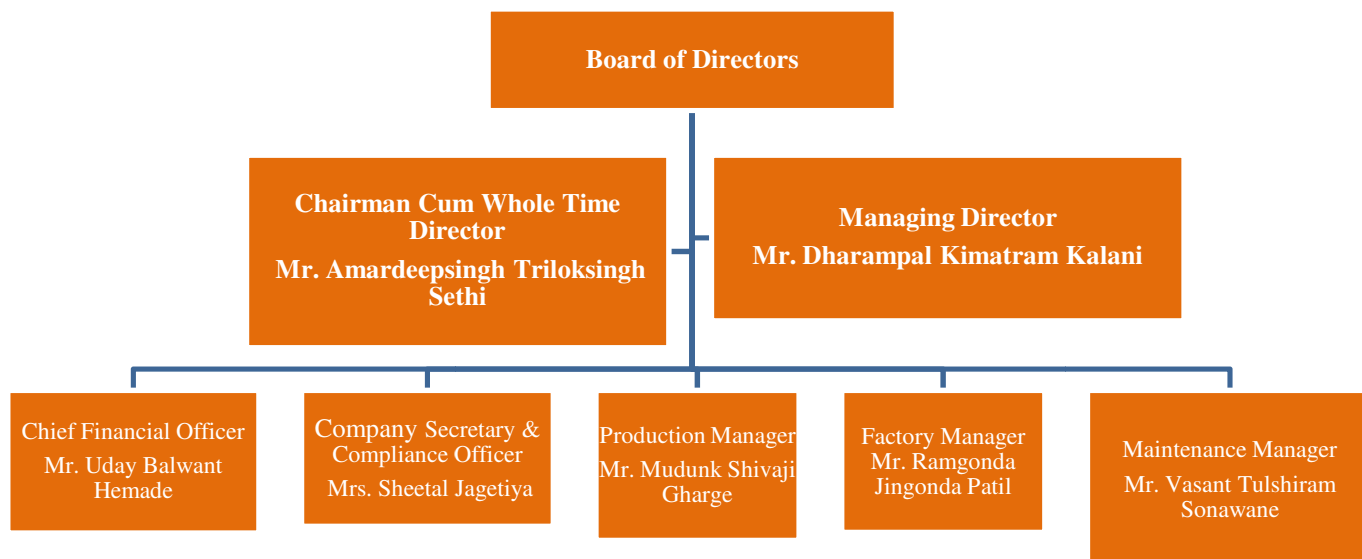 Board of Directors
Chairman Cum Whole Time
Director
Mr. Amardeepsingh Triloksingh
Sethi
Managing Director
Mr. Dharampal Kimatram Kalani
Chief Financial Officer
Mr. Uday Balwant
Hemade
Company Secretary &
Compliance Officer
Mrs. Sheetal Jagetiya
Production Manager
Mr. Mudunk Shivaji
Gharge
Factory Manager
Mr. Ramgonda
Jingonda Patil
Maintenance Manager
Mr. Vasant Tulshiram
Sonawane